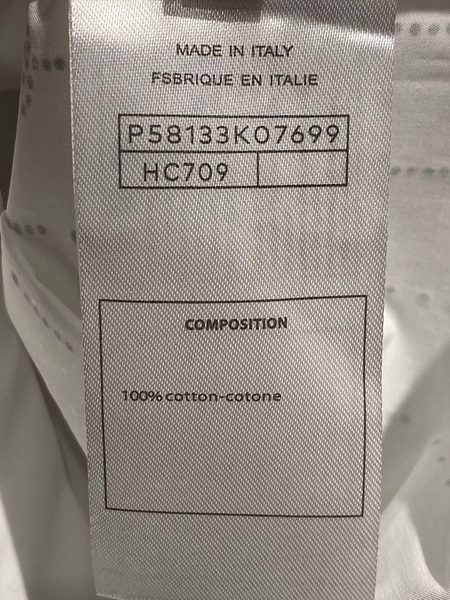 MADE IN ITALY
FSBRIQUE EN ITALIE
P58133K07699
HC709
COMPOSITION
100% cotton-cotone